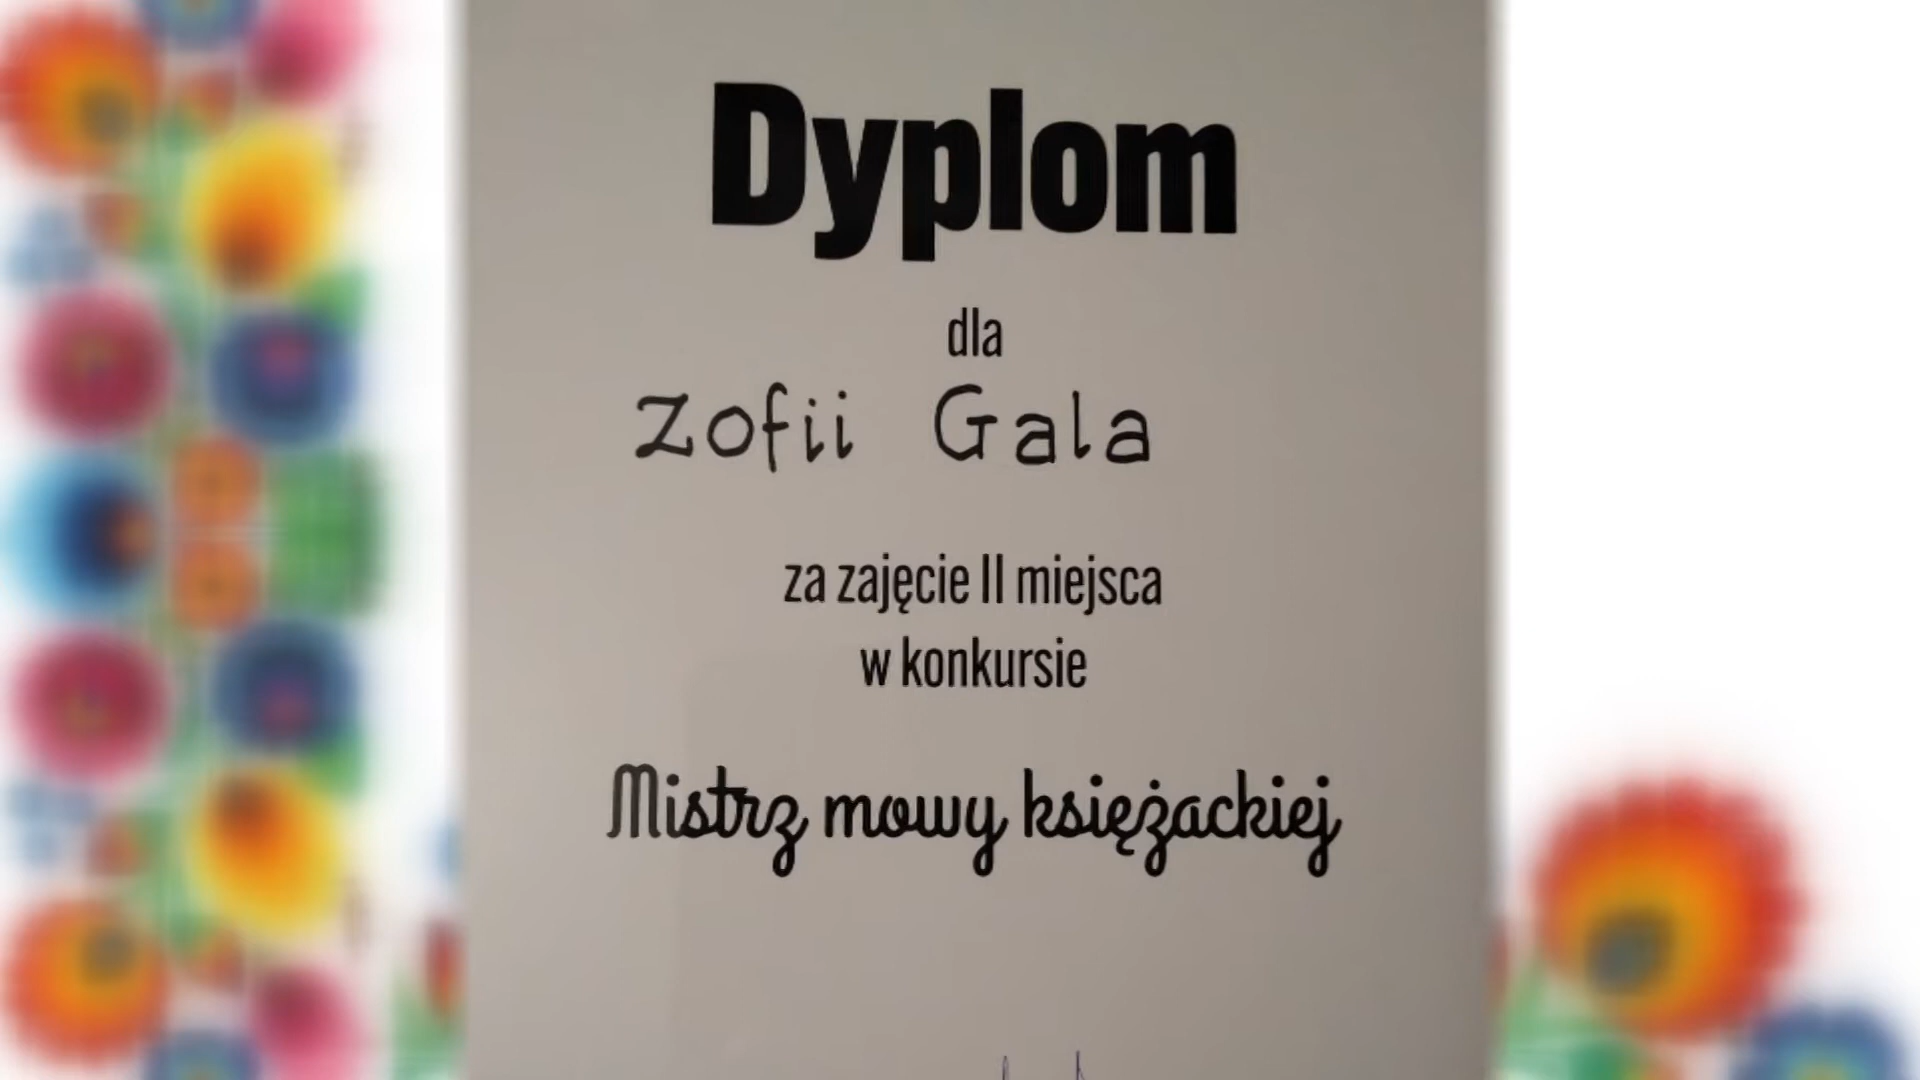 Dyplom
dla
Zofii Gala
za zajęcie II miejsca
w konkursie
Mistrz mowy księżackiej